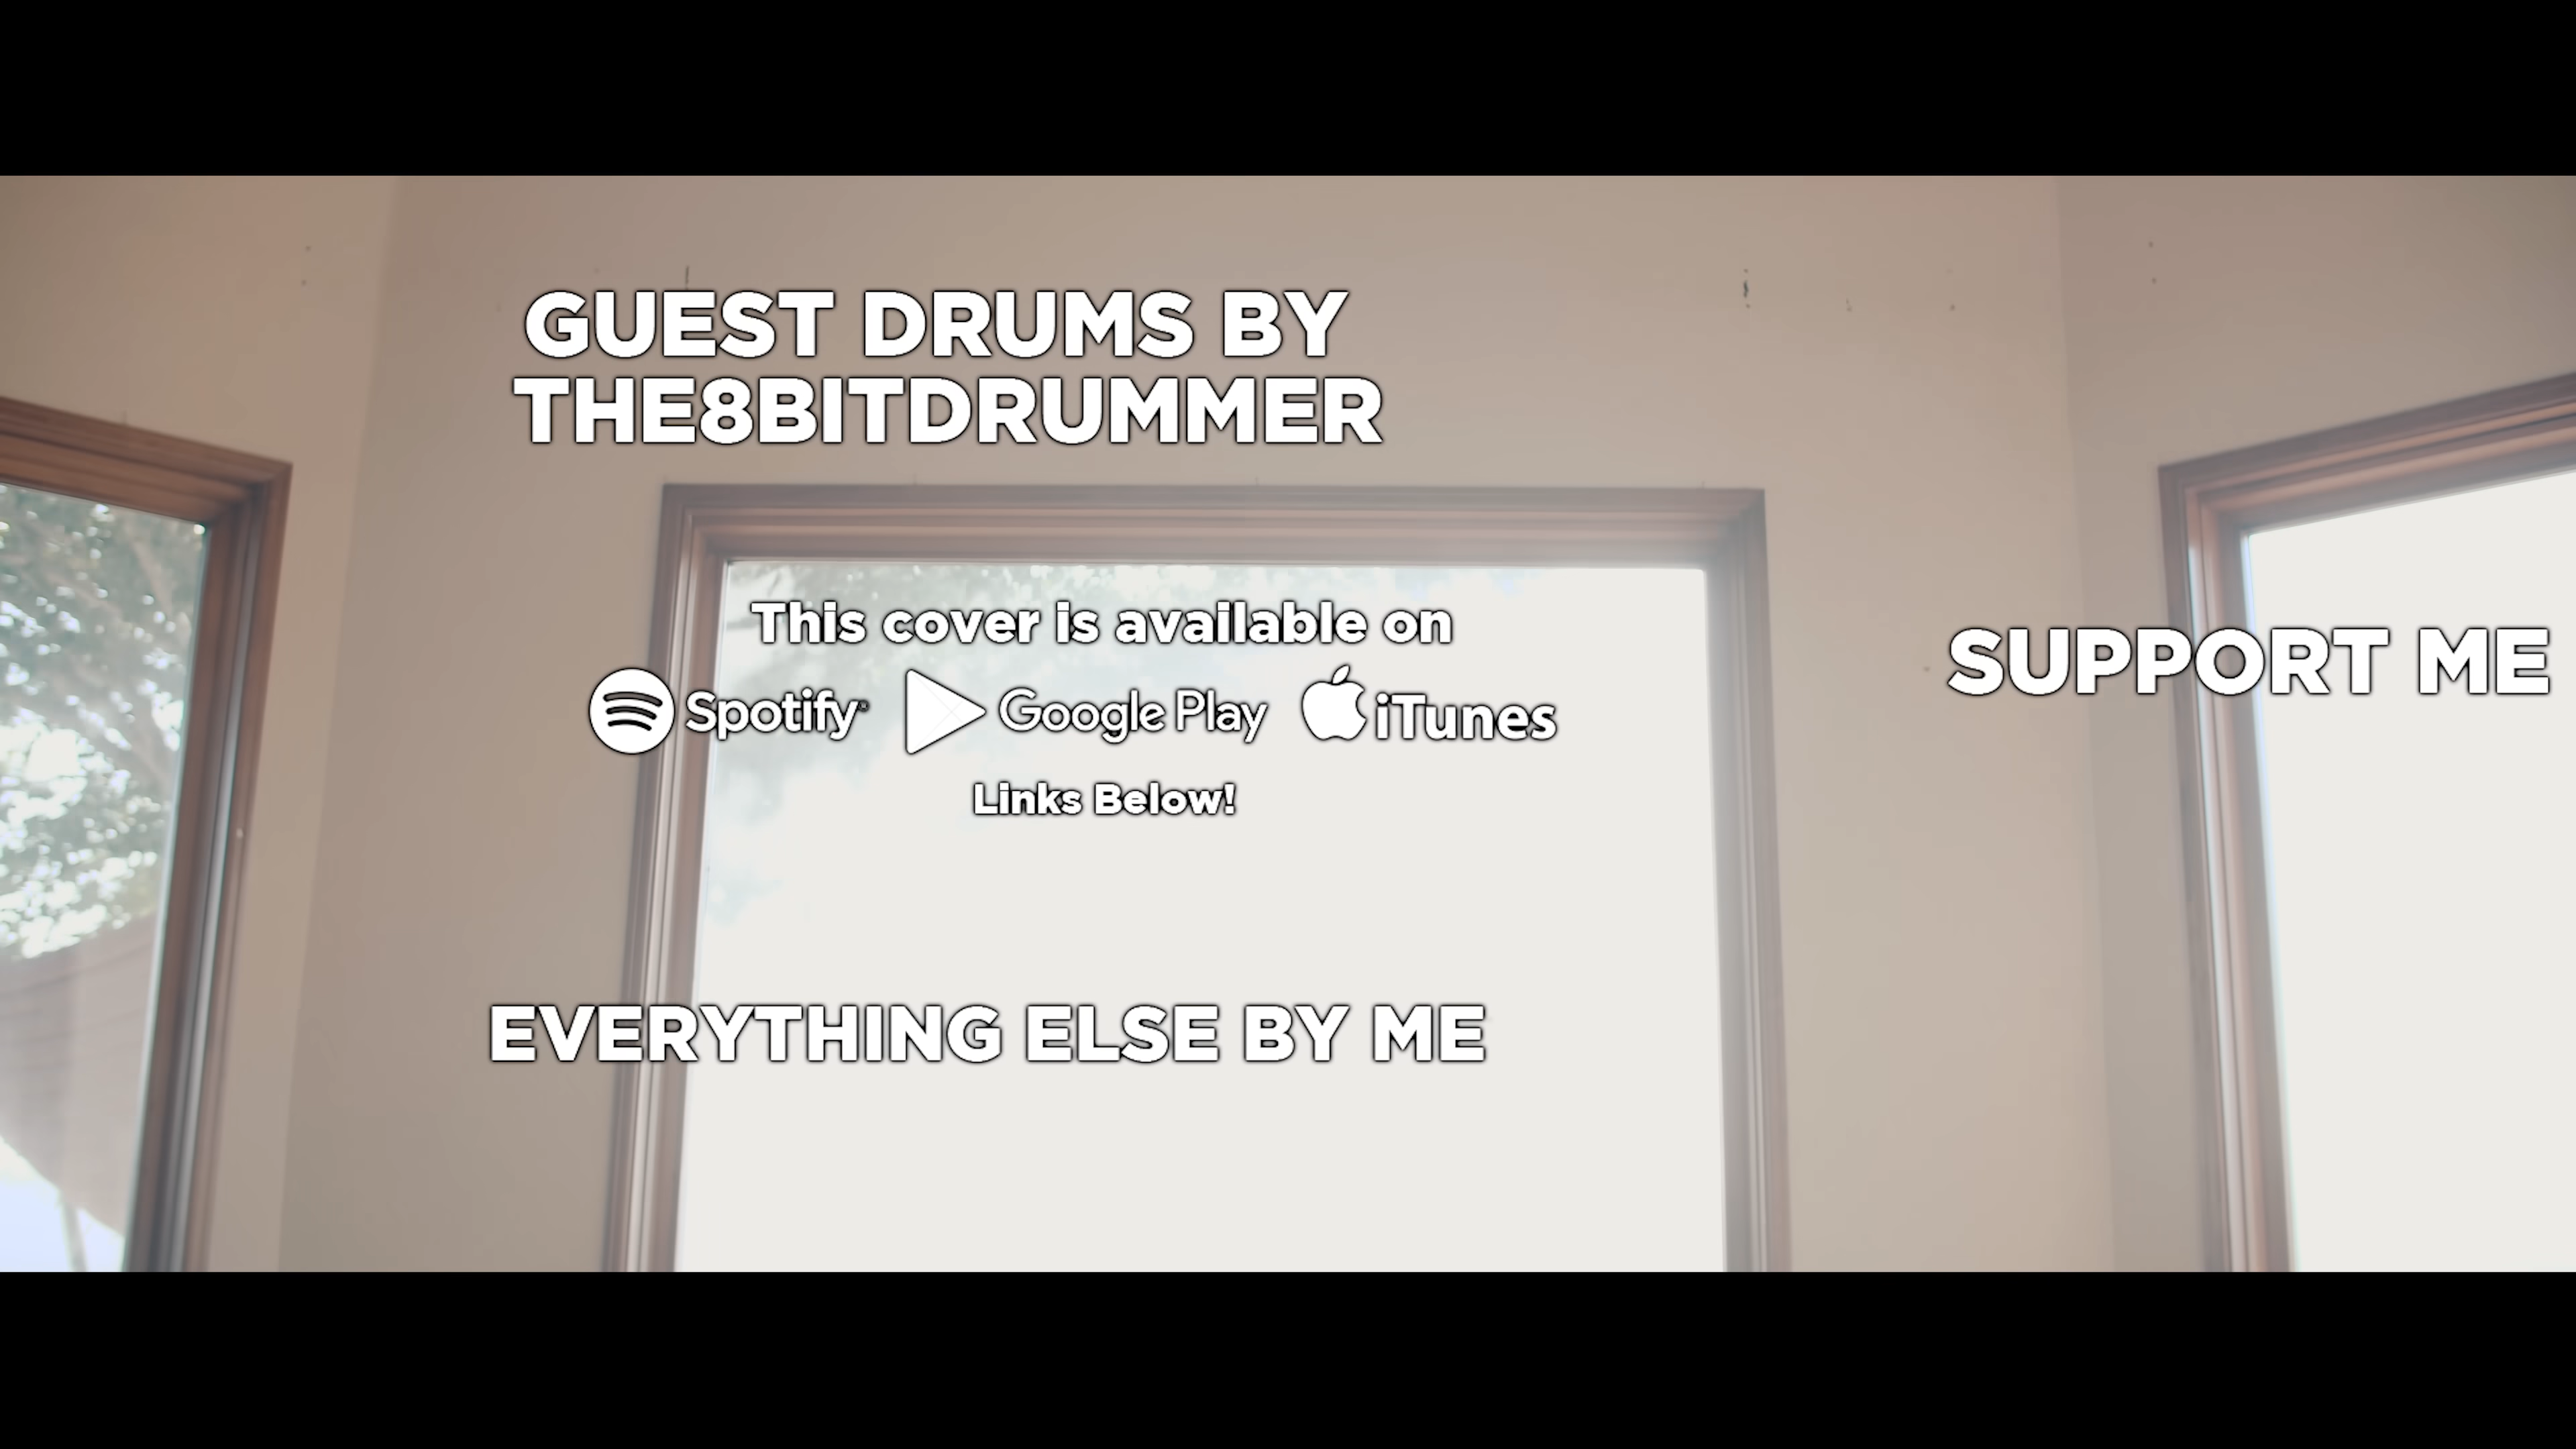 GUEST DRUMS BY
THE8BITDRUMMER
This cover is available on
Spotify Google Play iTunes
Links Below!
SUPPORT ME
EVERYTHING ELSE BY ME